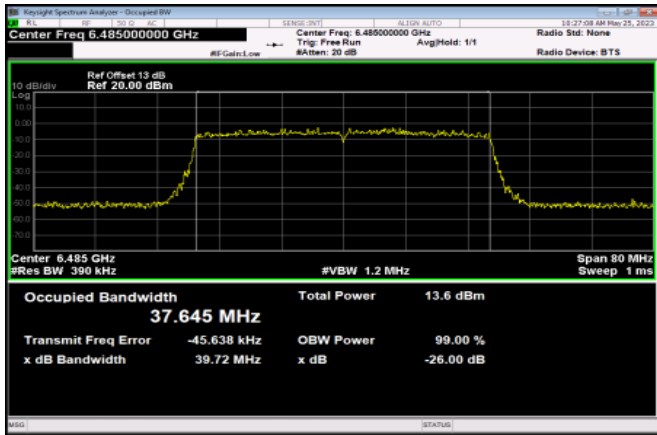 Keysight Spectrum Analyzer - Occupied BW
RL RF 50 Ω AC SENSE:INT ALIGN AUTO 10:27:08 AM May 25, 2023
Center Freq 6.485000000 GHz Center Freq: 6.485000000 GHz Radio Std: None
Trig: Free Run Avg|Hold: 1/1
#IFGain:Low #Atten: 20 dB Radio Device: BTS
Ref Offset 13 dB
10 dB/div Ref 20.00 dBm
Log
10.0
0.00
-10.0
-20.0
-30.0
-40.0
-50.0
-60.0
-70.0
Center 6.485 GHz Span 80 MHz
#Res BW 390 kHz #VBW 1.2 MHz Sweep 1 ms
Occupied Bandwidth Total Power 13.6 dBm
37.645 MHz
Transmit Freq Error -45.638 kHz OBW Power 99.00 %
x dB Bandwidth 39.72 MHz x dB -26.00 dB
MSG STATUS